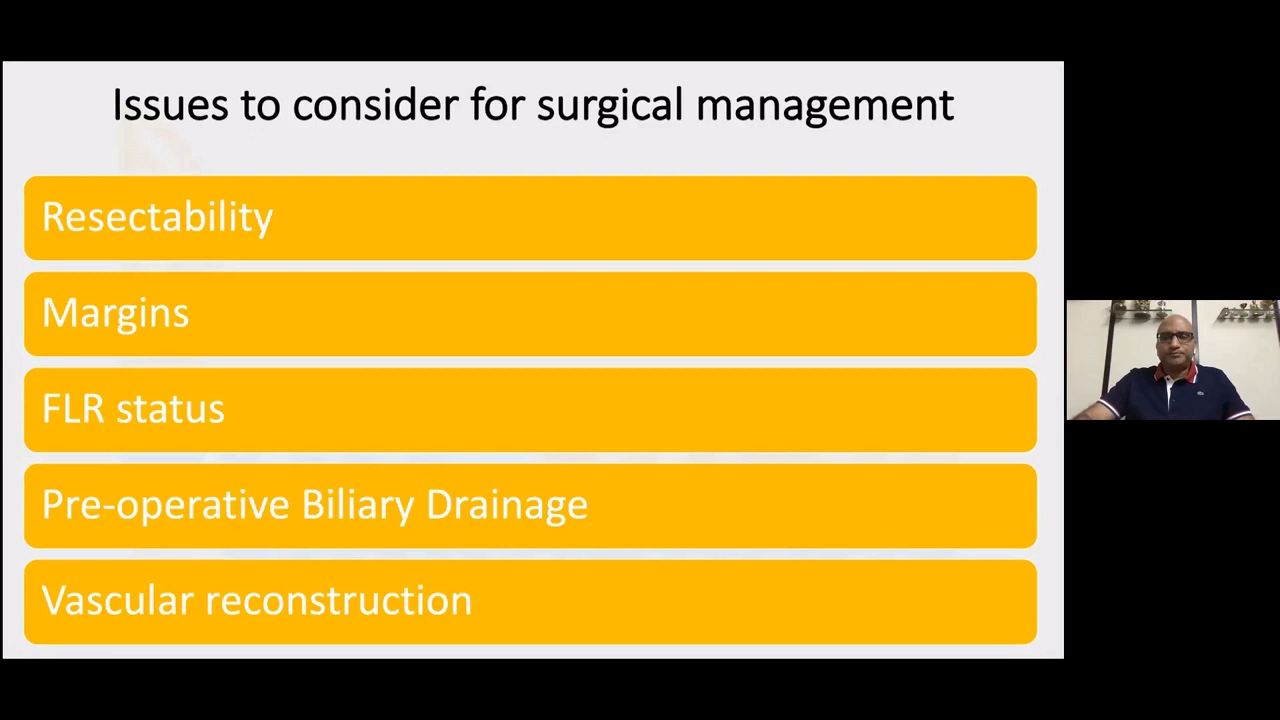 Issues to consider for surgical management
Resectability
Margins
FLR status
Pre-operative Biliary Drainage
Vascular reconstruction